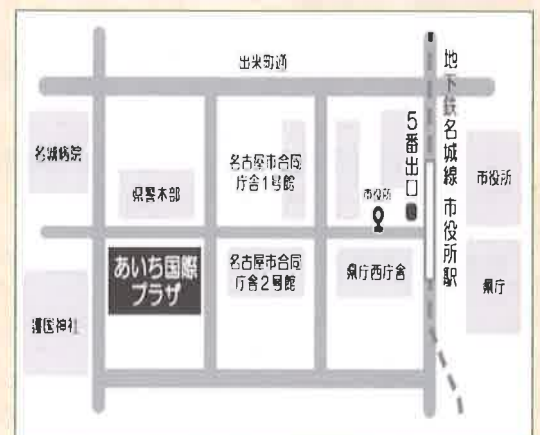 出来町通
地下鉄名城線 市役所駅
5番出口
名城病院
県警本部
名古屋市合同
庁舎1号館
市役所
市役所
あいち国際
プラザ
名古屋市合同
庁舎2号館
県庁西庁舎
県庁
護国神社